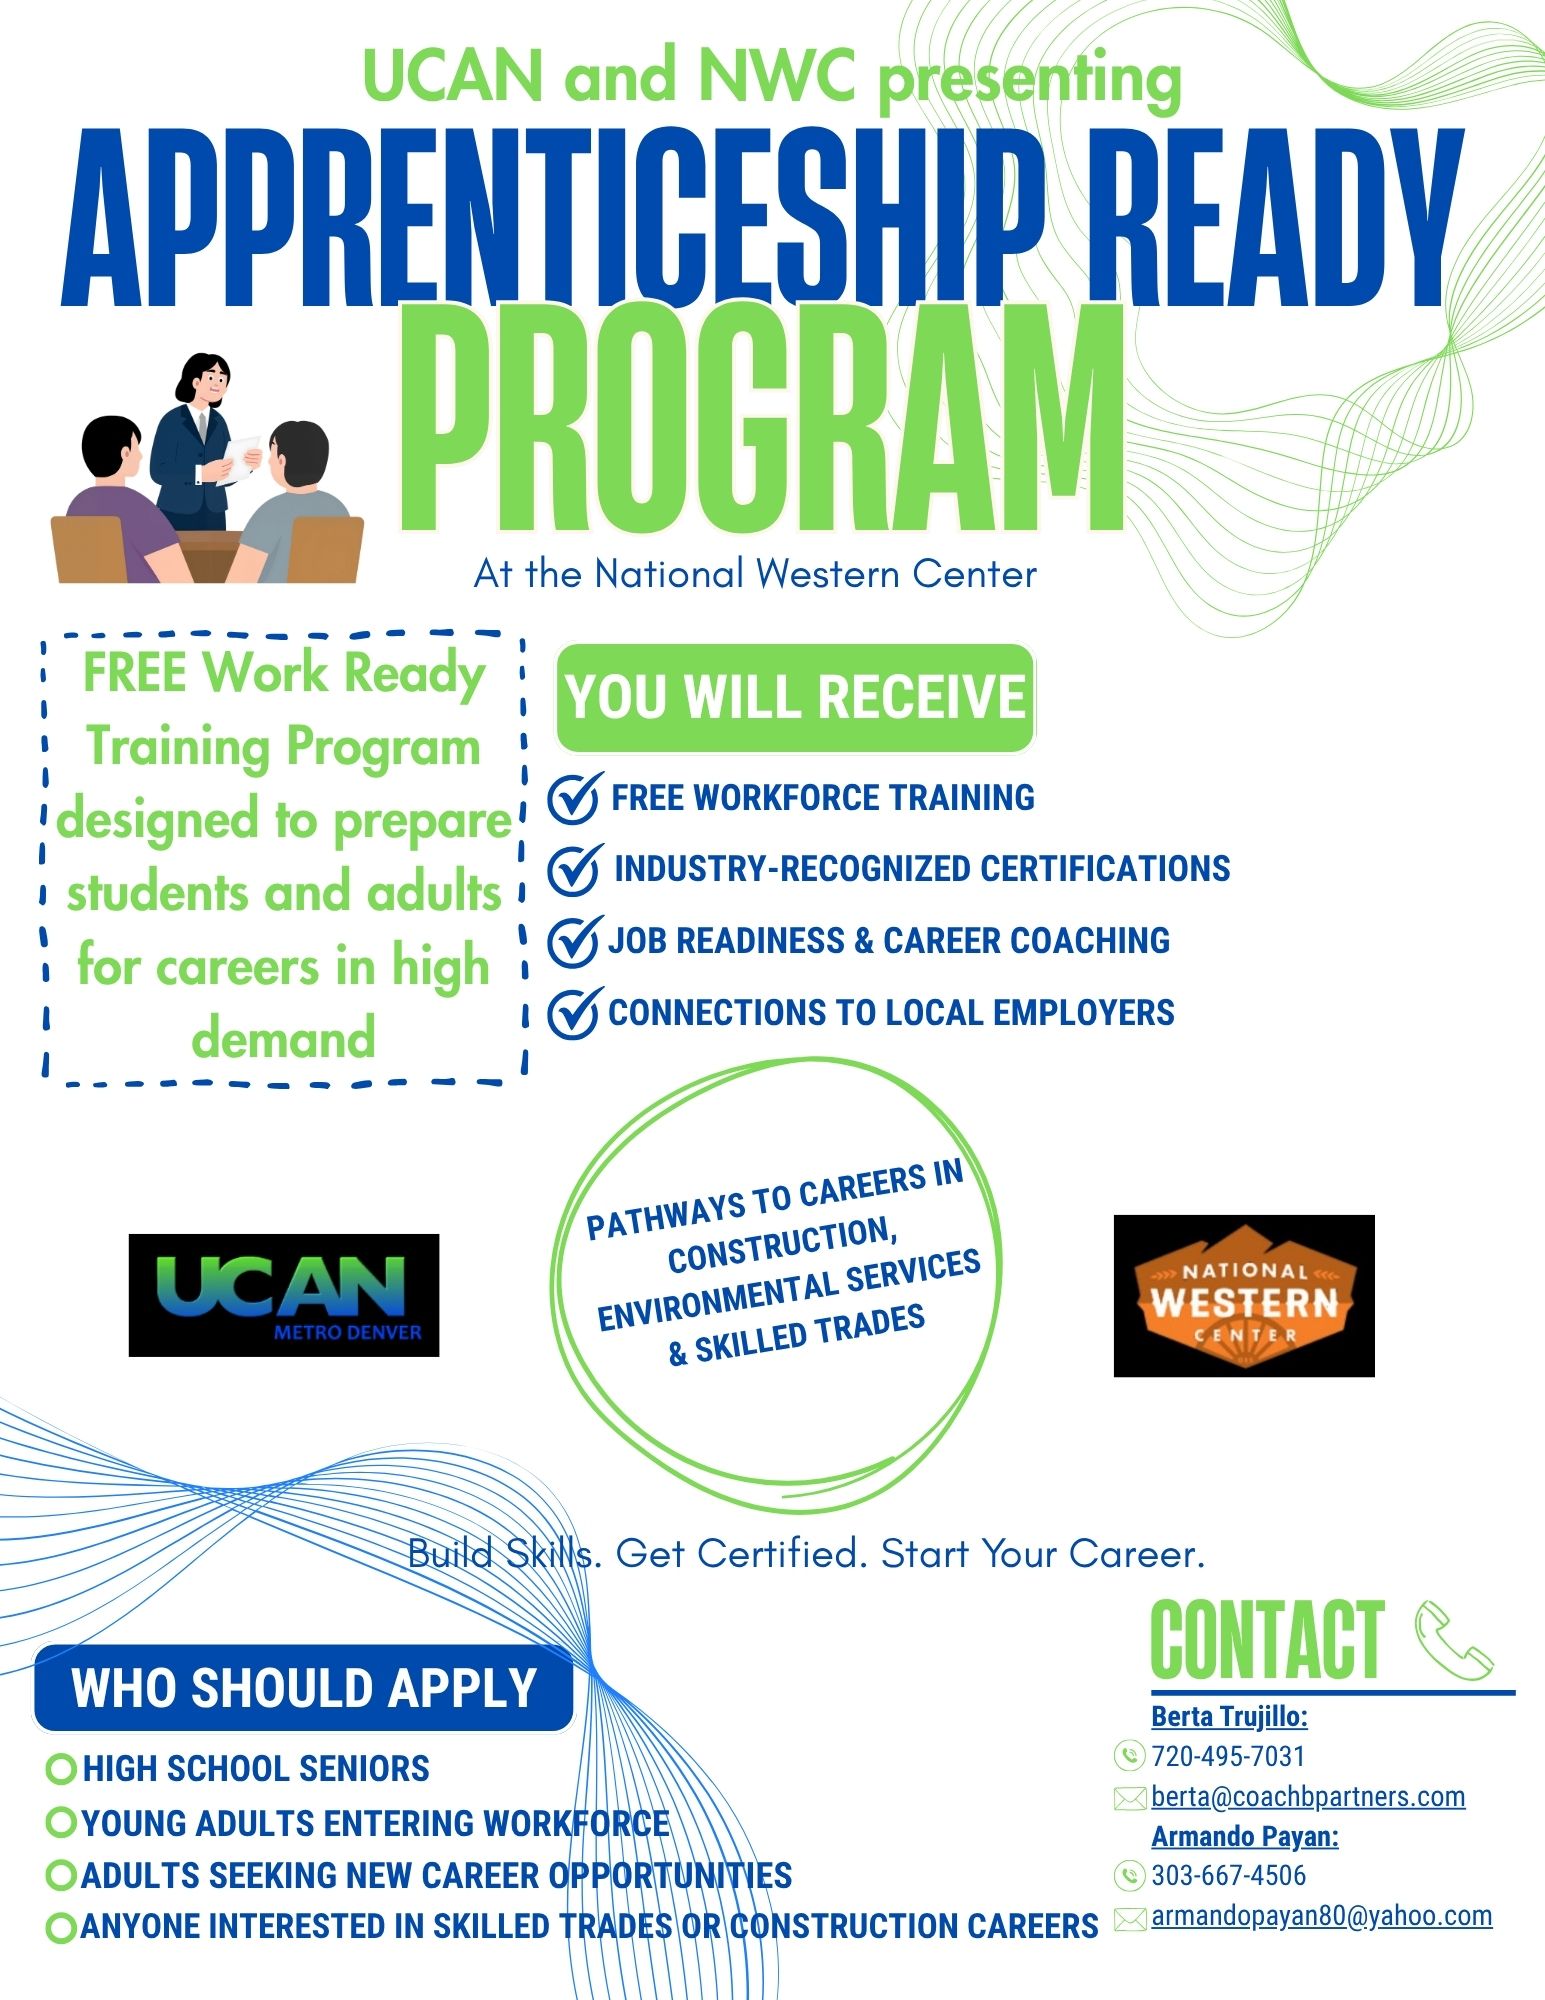 UCAN and NWC presenting
APPRENTICESHIP READY
PROGRAM
At the National Western Center
FREE Work Ready
Training Program
designed to prepare
students and adults
for careers in high
demand
YOU WILL RECEIVE
FREE WORKFORCE TRAINING
INDUSTRY-RECOGNIZED CERTIFICATIONS
JOB READINESS & CAREER COACHING
CONNECTIONS TO LOCAL EMPLOYERS
PATHWAYS TO CAREERS IN
CONSTRUCTION,
ENVIRONMENTAL SERVICES
& SKILLED TRADES
UCAN
METRO DENVER
NATIONAL
WESTERN
CENTER
Build Skills. Get Certified. Start Your Career.
WHO SHOULD APPLY
HIGH SCHOOL SENIORS
YOUNG ADULTS ENTERING WORKFORCE
ADULTS SEEKING NEW CAREER OPPORTUNITIES
ANYONE INTERESTED IN SKILLED TRADES OR CONSTRUCTION CAREERS
CONTACT
Berta Trujillo:
720-495-7031
berta@coachbpartners.com
Armando Payan:
303-667-4506
armandopayan80@yahoo.com